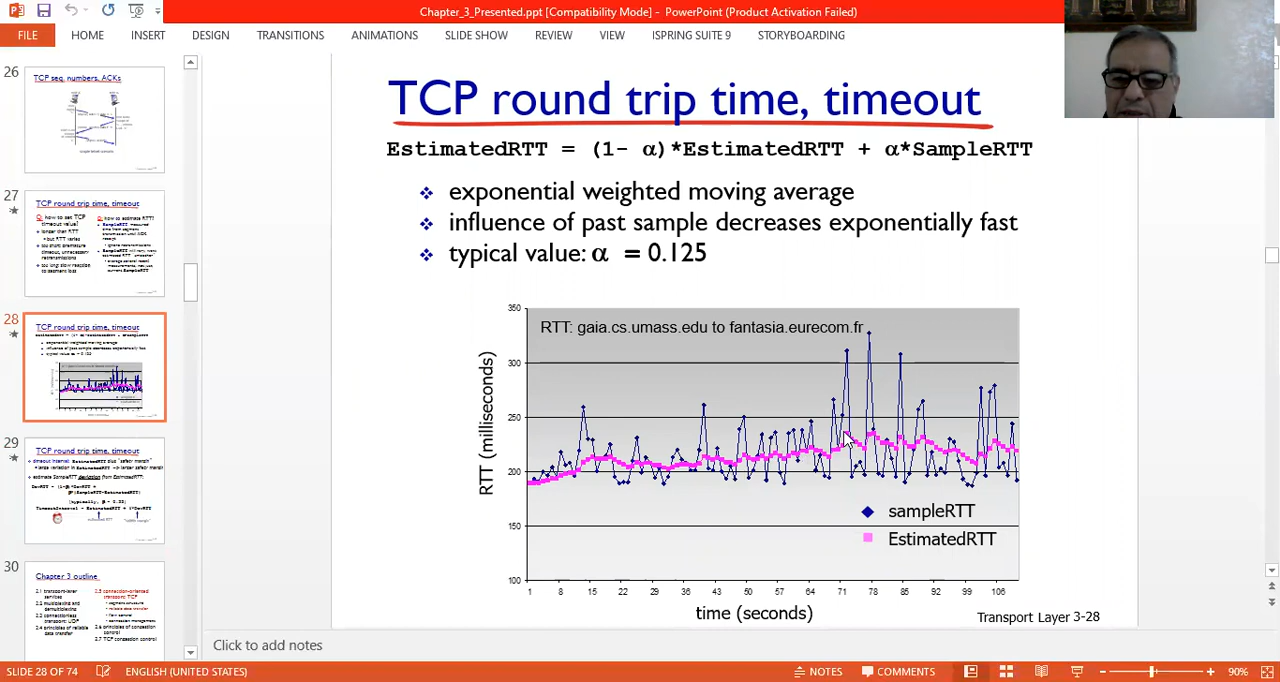 Chapter_3_Presented.ppt [Compatibility Mode] - PowerPoint (Product Activation Failed)
FILE HOME INSERT DESIGN TRANSITIONS ANIMATIONS SLIDE SHOW REVIEW VIEW ISPRING SUITE 9 STORYBOARDING
26
TCP seq. numbers, ACKs
27
TCP round trip time, timeout
28
TCP round trip time, timeout
29
TCP round trip time, timeout
30
Chapter 3 outline
TCP round trip time, timeout
EstimatedRTT = (1- α)*EstimatedRTT + α*SampleRTT
exponential weighted moving average
influence of past sample decreases exponentially fast
typical value: α = 0.125
RTT: gaia.cs.umass.edu to fantasia.eurecom.fr
RTT (milliseconds)
350
300
250
200
150
100
sampleRTT
EstimatedRTT
1 8 15 22 29 36 43 50 57 64 71 78 85 92 99 106
time (seconds)
Transport Layer 3-28
Click to add notes
SLIDE 28 OF 74 ENGLISH (UNITED STATES) NOTES COMMENTS 90%